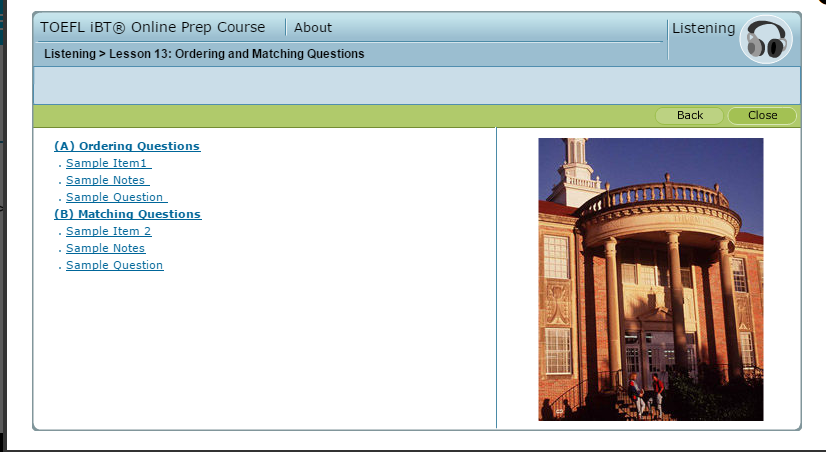 TOEFL iBT® Online Prep Course
About
Listening
Listening > Lesson 13: Ordering and Matching Questions
Back
Close
(A) Ordering Questions
. Sample Item1
. Sample Notes
. Sample Question
(B) Matching Questions
. Sample Item 2
. Sample Notes
. Sample Question